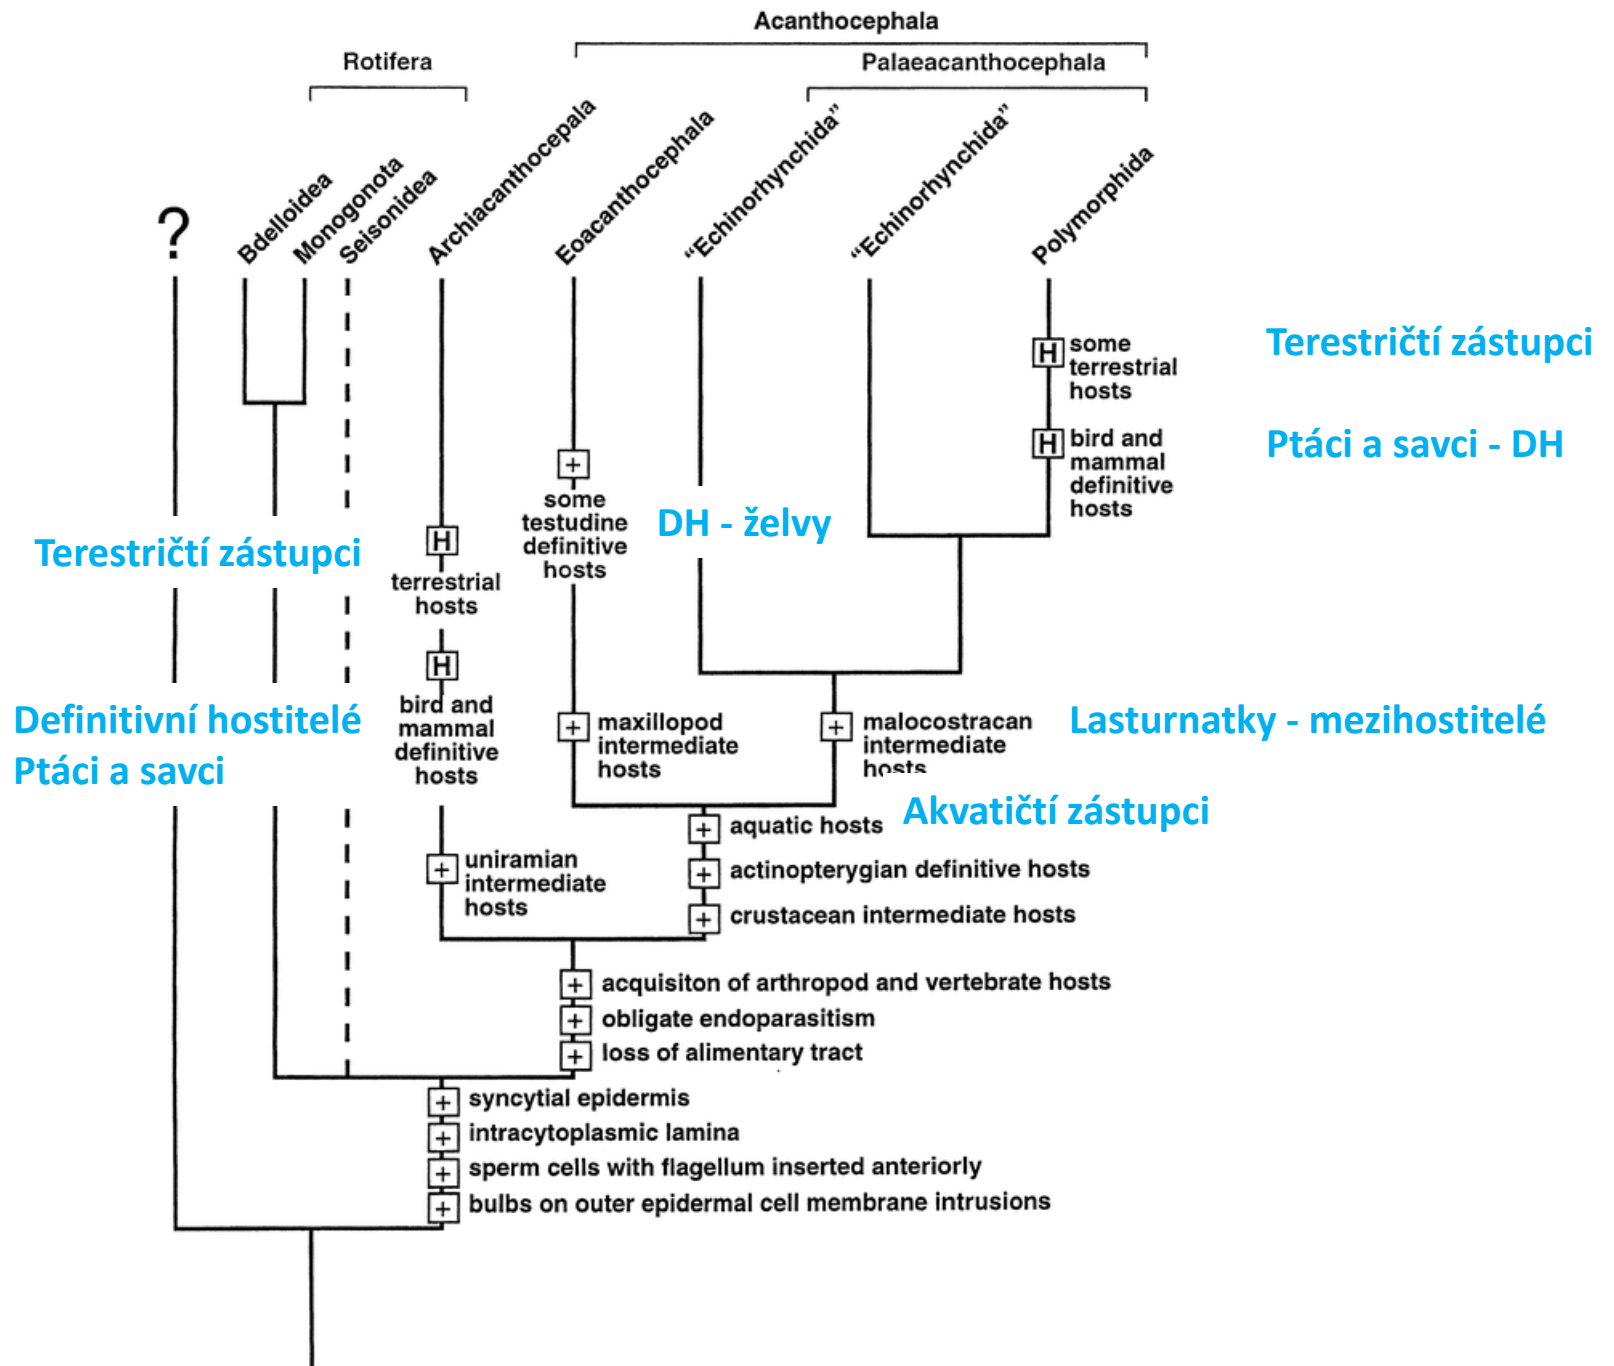 Acanthocephala
Rotifera
Palaeacanthocephala
?
Bdelloidea
Monogonota
Seisonidea
Archiacanthocepala
Eoacanthocephala
“Echinorhynchida”
“Echinorhynchida”
Polymorphida
H
some
terrestrial
hosts
Terestričtí zástupci
H
bird and
mammal
definitive
hosts
Ptáci a savci - DH
+
some
testudine
definitive
hosts
DH - želvy
Terestričtí zástupci
H
terrestrial
hosts
H
bird and
mammal
definitive
hosts
Definitivní hostitelé
Ptáci a savci
+
maxillopod
intermediate
hosts
+
malocostracan
intermediate
hosts
Lasturnatky - mezihostitelé
Akvatičtí zástupci
+ aquatic hosts
+ actinopterygian definitive hosts
+ crustacean intermediate hosts
+
uniramian
intermediate
hosts
+ acquisiton of arthropod and vertebrate hosts
+ obligate endoparasitism
+ loss of alimentary tract
+ syncytial epidermis
+ intracytoplasmic lamina
+ sperm cells with flagellum inserted anteriorly
+ bulbs on outer epidermal cell membrane intrusions